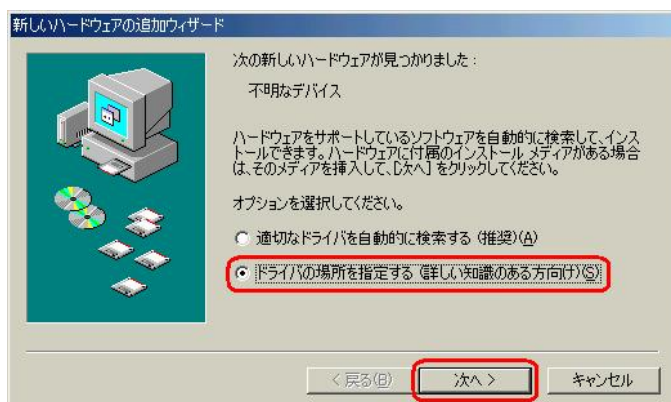 新しいハードウェアの追加ウィザード
次の新しいハードウェアが見つかりました :
不明なデバイス
ハードウェアをサポートしているソフトウェアを自動的に検索して、インス
トールできます。ハードウェアに付属のインストール メディアがある場合
は、そのメディアを挿入して、[次へ] をクリックしてください。
オプションを選択してください。
適切なドライバを自動的に検索する (推奨)(A)
ドライバの場所を指定する (詳しい知識のある方向け)(S)
< 戻る(B)
次へ >
キャンセル